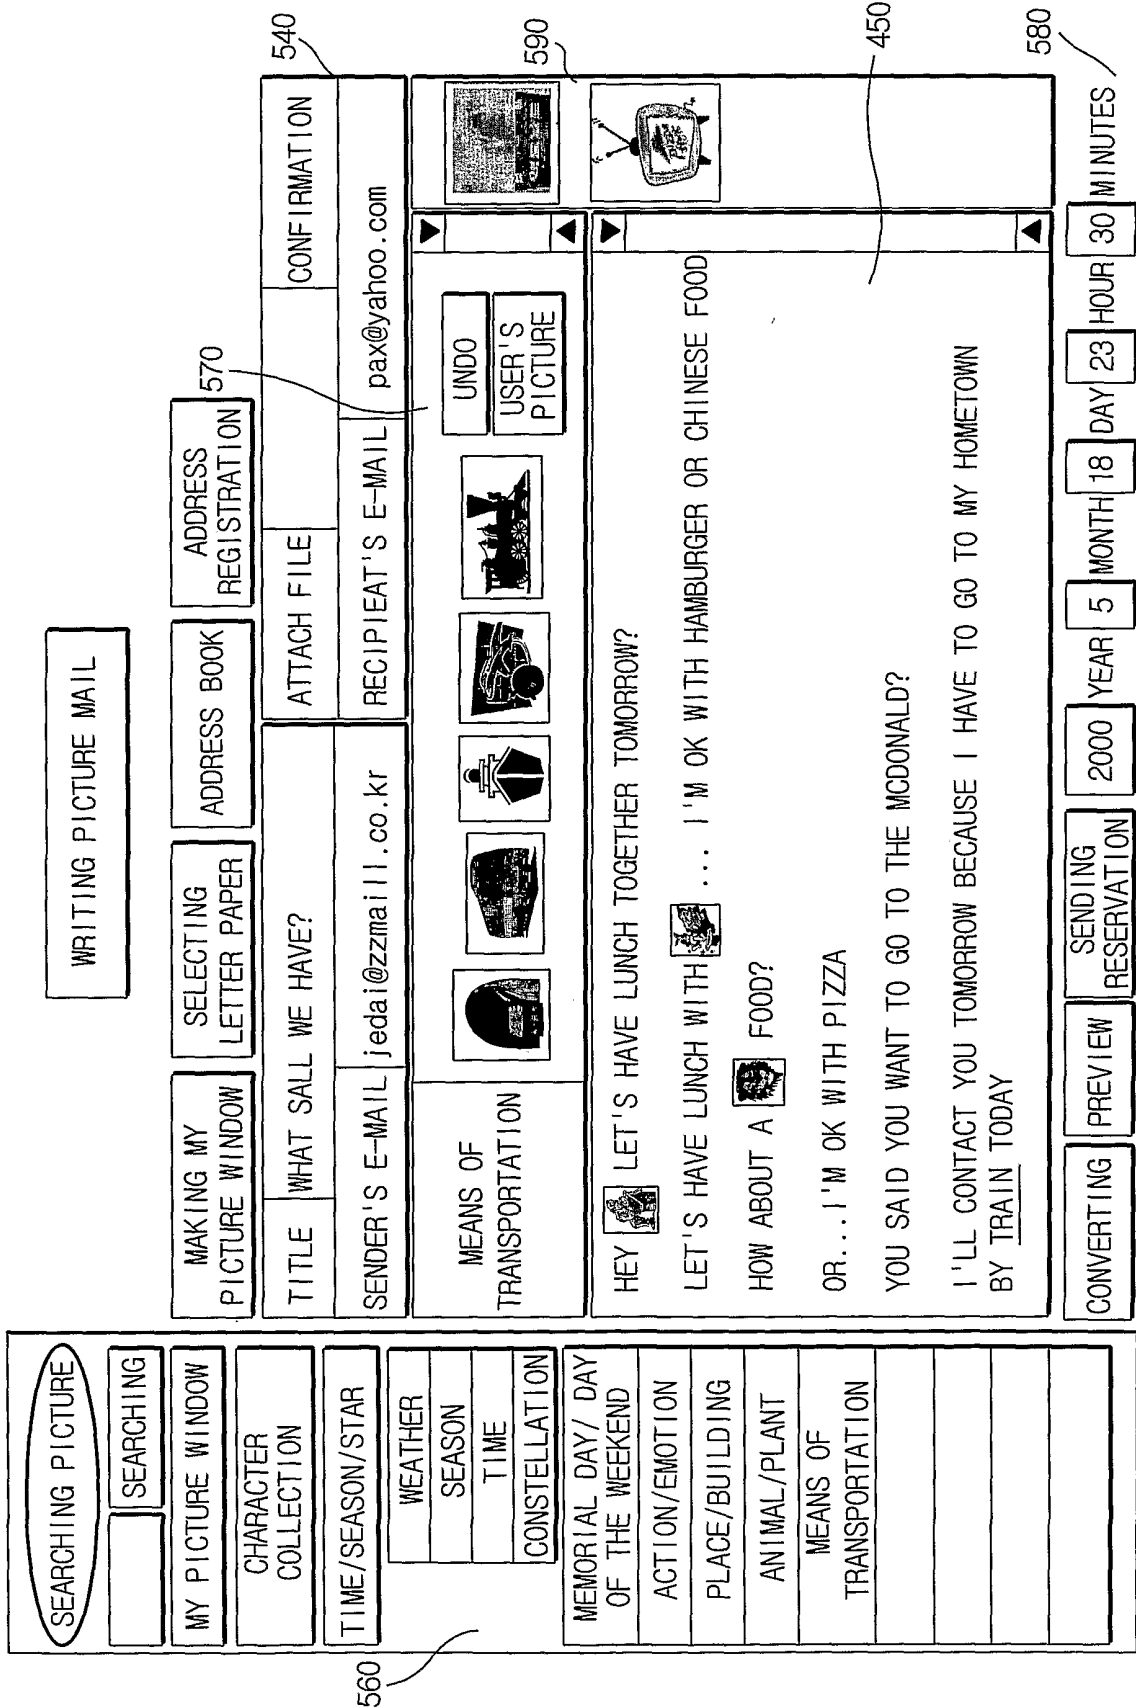 WRITING PICTURE MAIL
SEARCHING PICTURE
SEARCHING
MY PICTURE WINDOW
CHARACTER
COLLECTION
TIME/SEASON/STAR
WEATHER
SEASON
TIME
CONSTELLATION
MEMORIAL DAY/ DAY
OF THE WEEKEND
ACTION/EMOTION
PLACE/BUILDING
ANIMAL/PLANT
MEANS OF
TRANSPORTATION
560
MAKING MY
PICTURE WINDOW
SELECTING
LETTER PAPER
ADDRESS BOOK
ADDRESS
REGISTRATION
TITLE WHAT SALL WE HAVE? ATTACH FILE CONFIRMATION
540
SENDER'S E-MAIL jedai@zzmaill.co.kr RECIPIEAT'S E-MAIL pax@yahoo.com
570
MEANS OF
TRANSPORTATION
UNDO
USER'S
PICTURE
590
HEY LET'S HAVE LUNCH TOGETHER TOMORROW?
LET'S HAVE LUNCH WITH ... I'M OK WITH HAMBURGER OR CHINESE FOOD
HOW ABOUT A FOOD?
OR...I'M OK WITH PIZZA
YOU SAID YOU WANT TO GO TO THE MCDONALD?
I'LL CONTACT YOU TOMORROW BECAUSE I HAVE TO GO TO MY HOMETOWN
BY TRAIN TODAY
450
CONVERTING PREVIEW
SENDING
RESERVATION
2000 YEAR 5 MONTH 18 DAY 23 HOUR 30 MINUTES
580